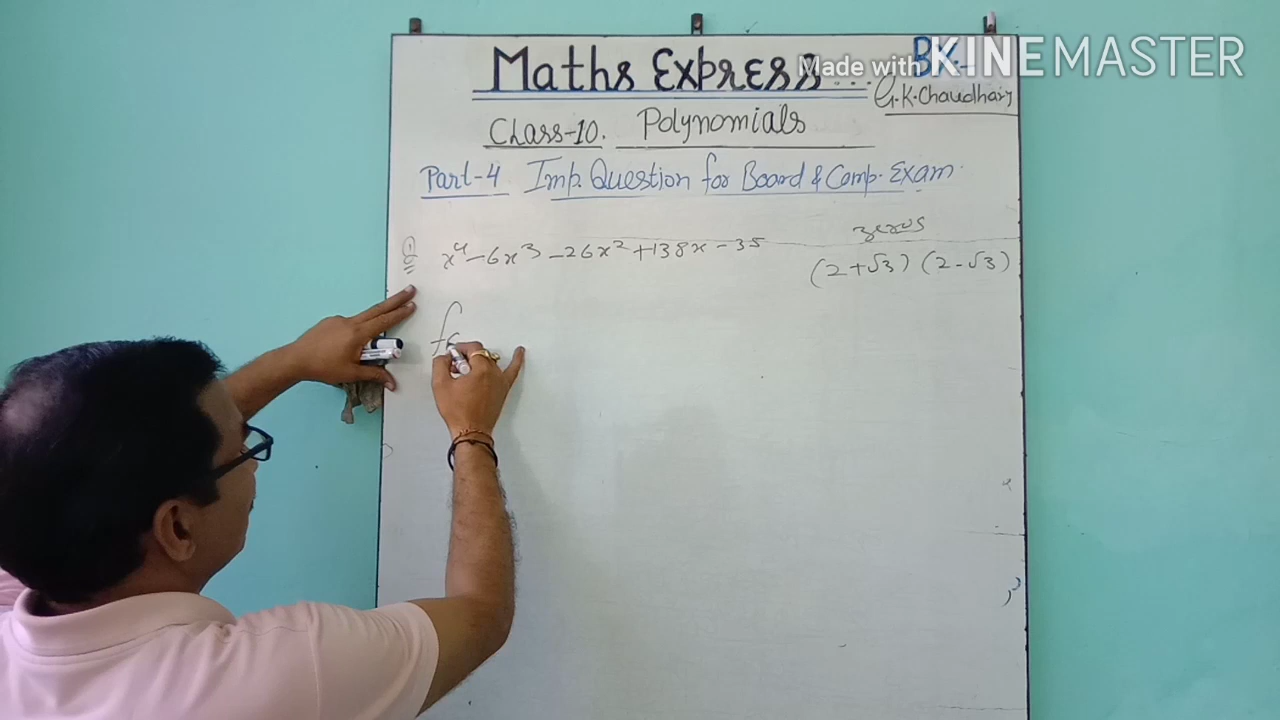 Maths Express...
BK-
Made with KINEMASTER
G.K.Chaudhary
Class-10. Polynomials
Part-4 Imp. Question for Board & Comp. Exam.
zeros
x⁴-6x³-26x²+138x-35 (2+√3) (2-√3)